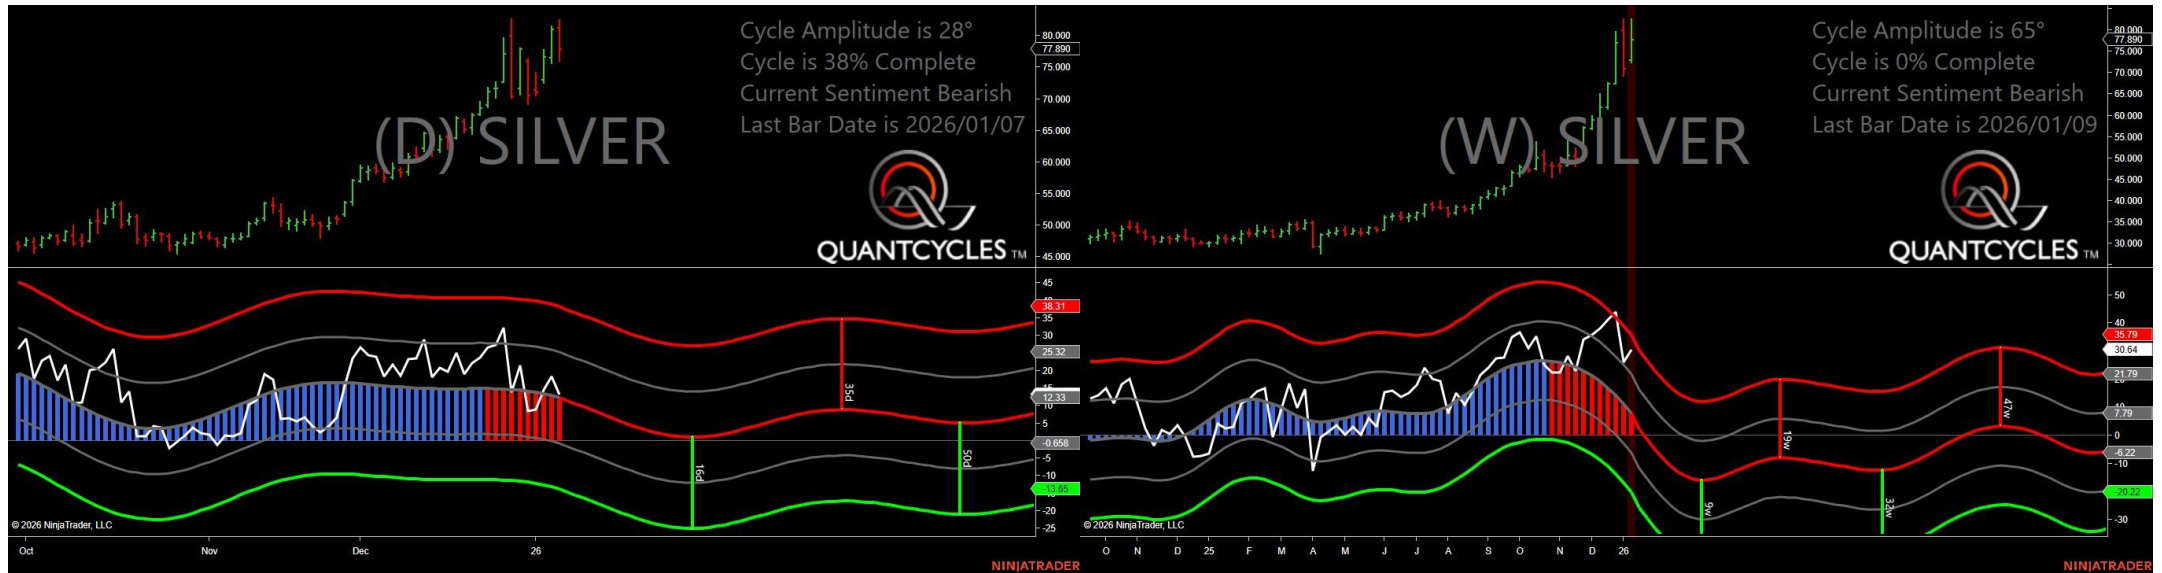 Cycle Amplitude is 28°
Cycle is 38% Complete
Current Sentiment Bearish
Last Bar Date is 2026/01/07
(D) SILVER
QUANTCYCLES TM
80.000
77.890
75.000
70.000
65.000
60.000
55.000
50.000
45.000
45
38.31
35
30
25.32
20
15
12.33
10
5
-0.658
-5
-10
-13.65
-20
-25
35d
16d
50d
© 2026 NinjaTrader, LLC
Oct
Nov
Dec
26
NINJATRADER
Cycle Amplitude is 65°
Cycle is 0% Complete
Current Sentiment Bearish
Last Bar Date is 2026/01/09
(W) SILVER
QUANTCYCLES TM
80.000
77.890
75.000
70.000
65.000
60.000
55.000
50.000
45.000
40.000
35.000
30.000
50
40
35.79
30.64
21.79
7.79
0
-6.22
-10
-20.22
-30
19w
47w
9w
32w
© 2026 NinjaTrader, LLC
O
N
D
25
F
M
A
M
J
J
A
S
O
N
D
26
NINJATRADER